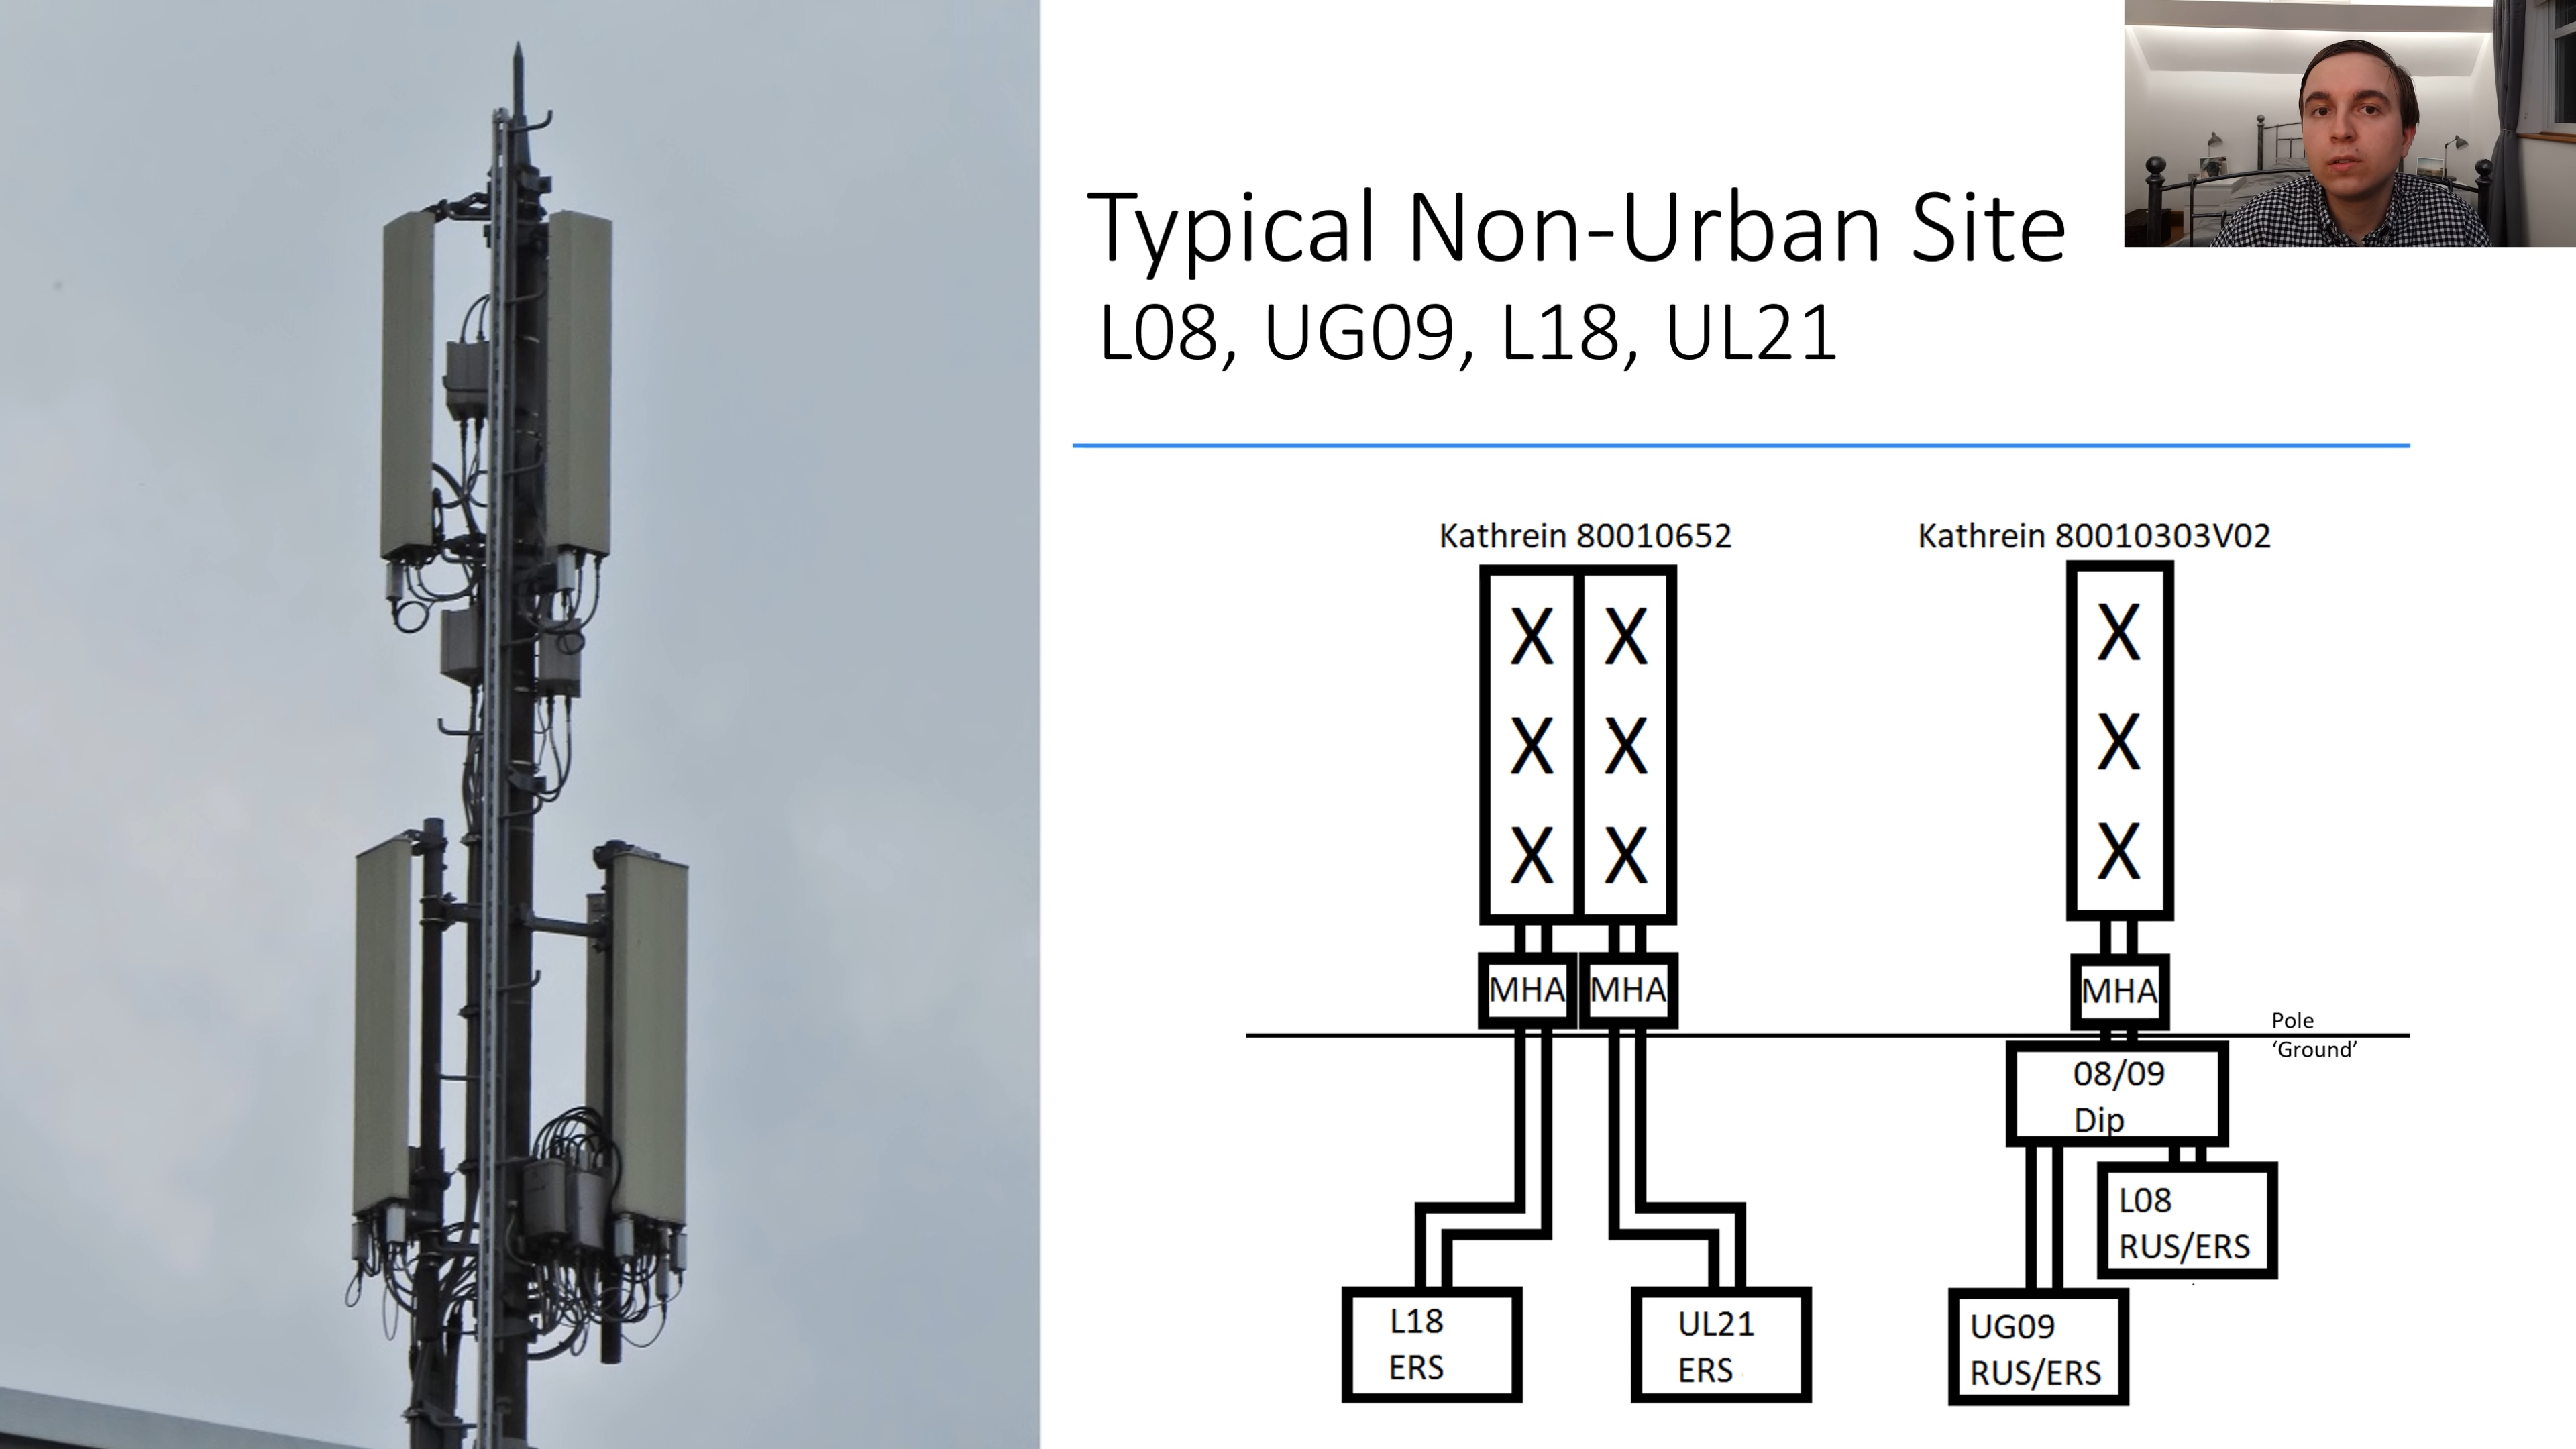 Typical Non-Urban Site
L08, UG09, L18, UL21
Kathrein 80010652
Kathrein 80010303V02
X X
X X
X X
X
X
X
MHA MHA
MHA
Pole
‘Ground’
08/09
Dip
L08
RUS/ERS
L18
ERS
UL21
ERS
UG09
RUS/ERS